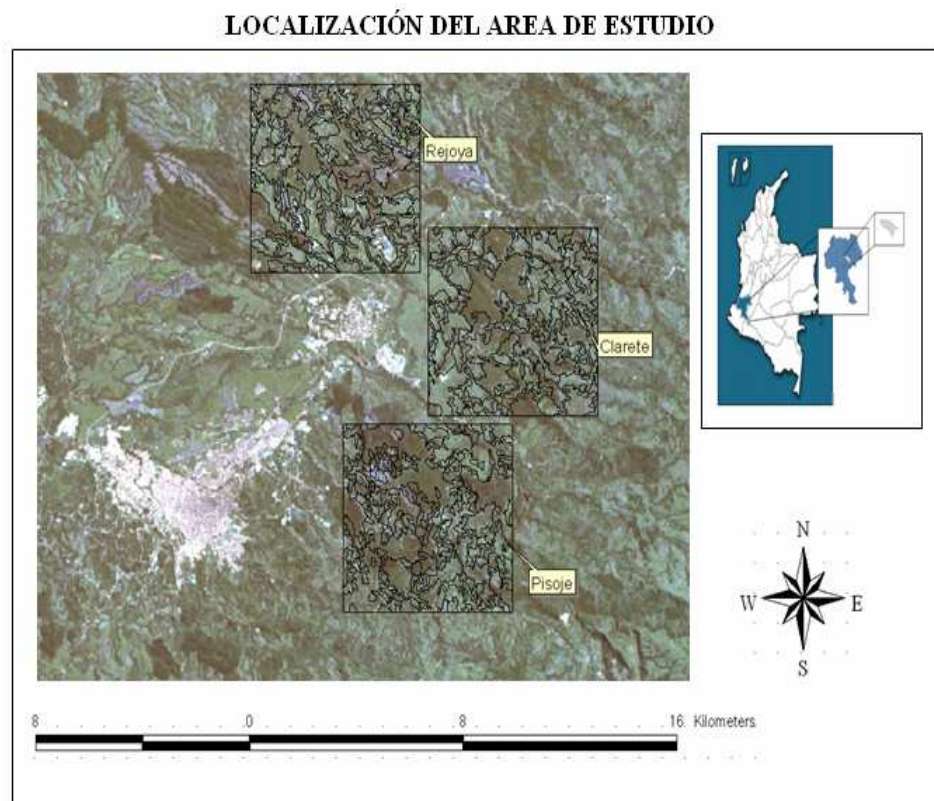 LOCALIZACIÓN DEL AREA DE ESTUDIO
Rejoya
Clarete
Pisoje
N
W E
S
8 0 8 16 Kilometers